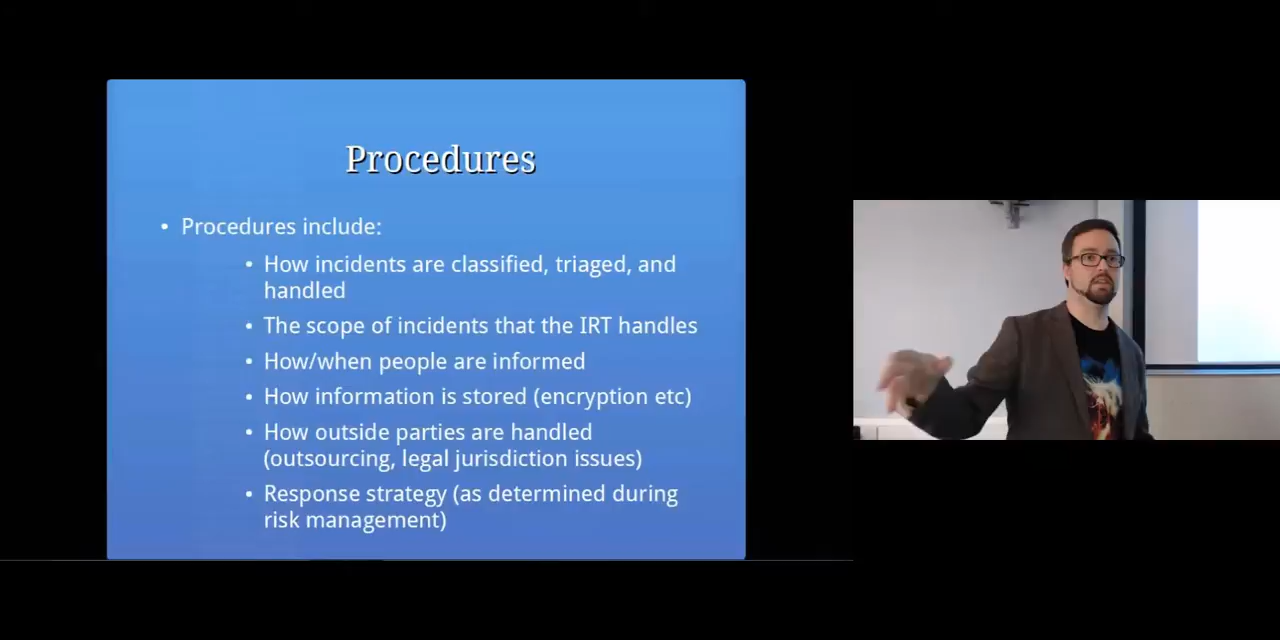 Procedures
• Procedures include:
• How incidents are classified, triaged, and
handled
• The scope of incidents that the IRT handles
• How/when people are informed
• How information is stored (encryption etc)
• How outside parties are handled
(outsourcing, legal jurisdiction issues)
• Response strategy (as determined during
risk management)